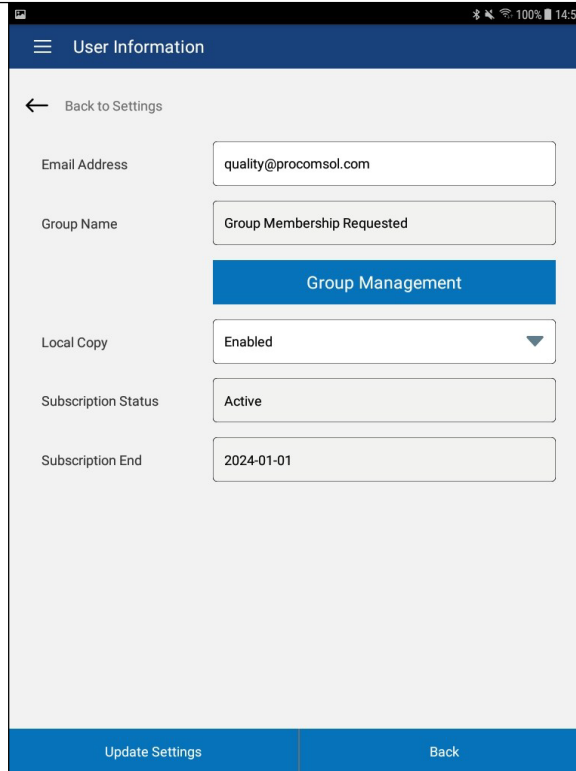 100% 14:5
User Information
Back to Settings
Email Address quality@procomsol.com
Group Name Group Membership Requested
Group Management
Local Copy Enabled
Subscription Status Active
Subscription End 2024-01-01
Update Settings Back